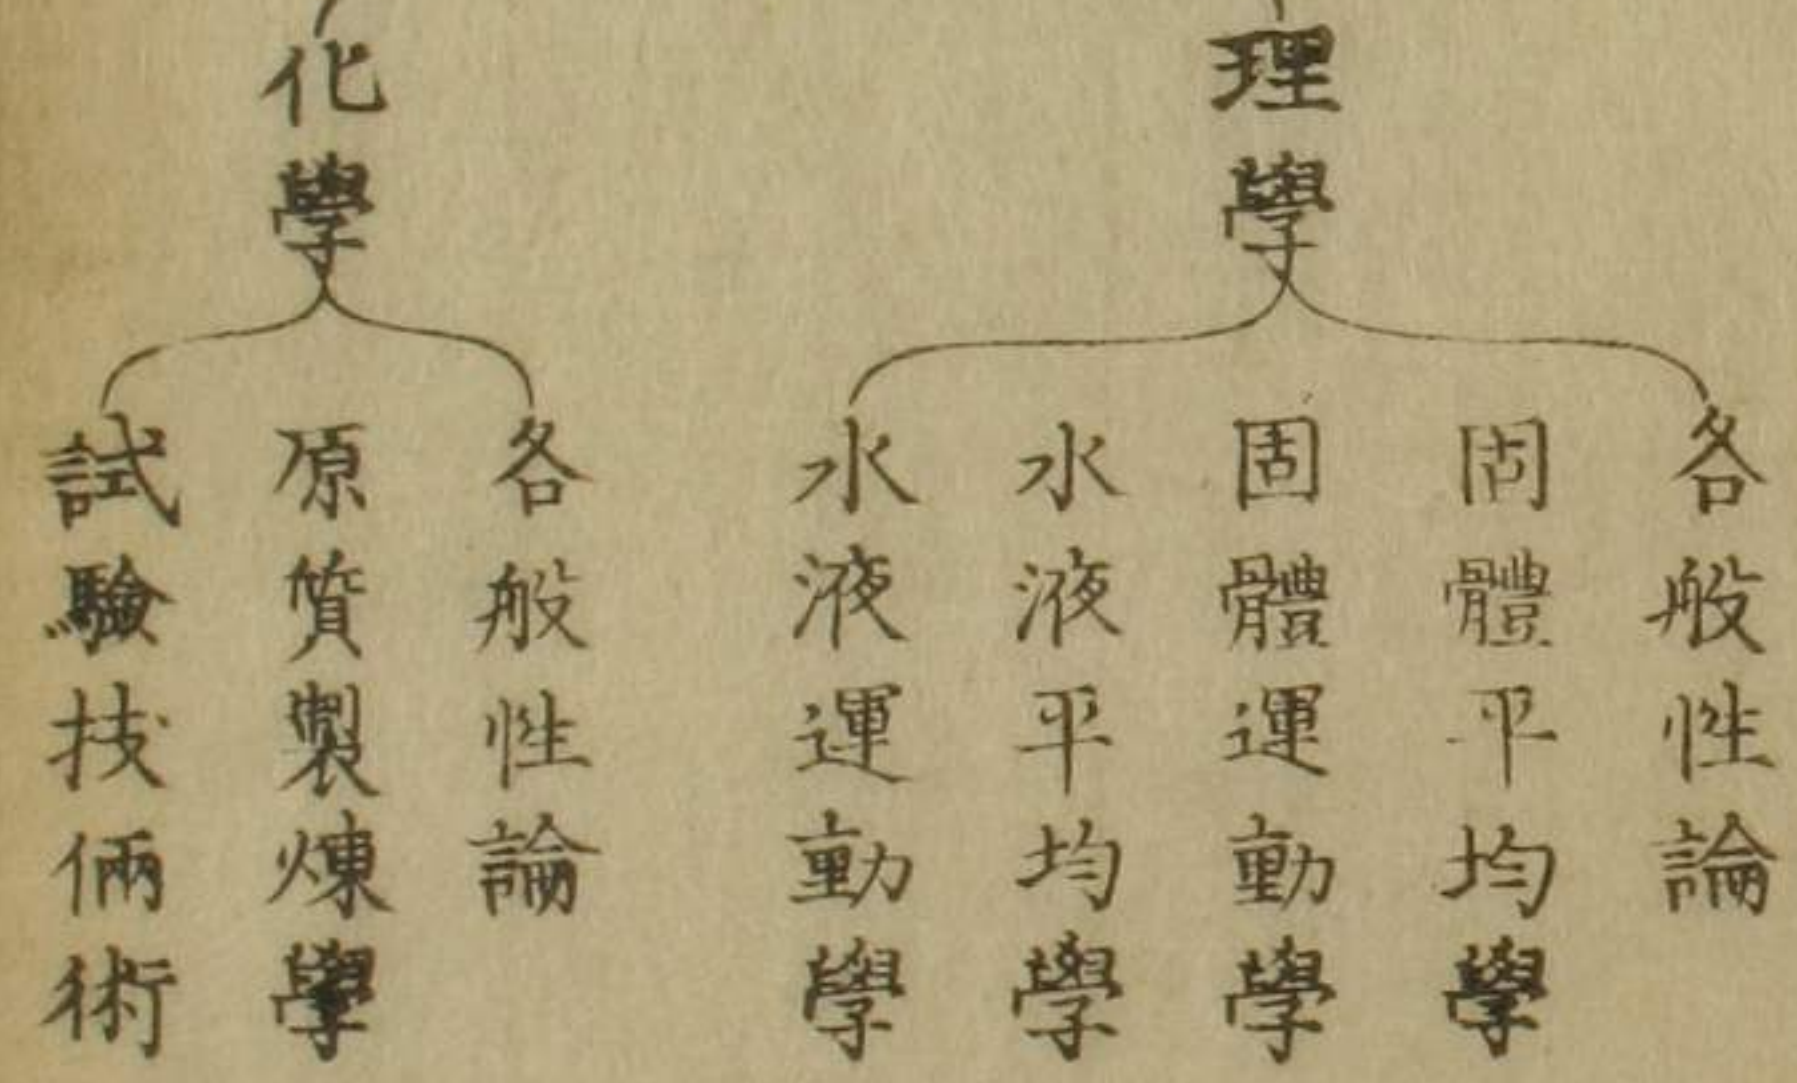 理學
各般性論
固體平均學
固體運動學
水液平均學
水液運動學
化學
各般性論
原質製煉學
試驗技倆術